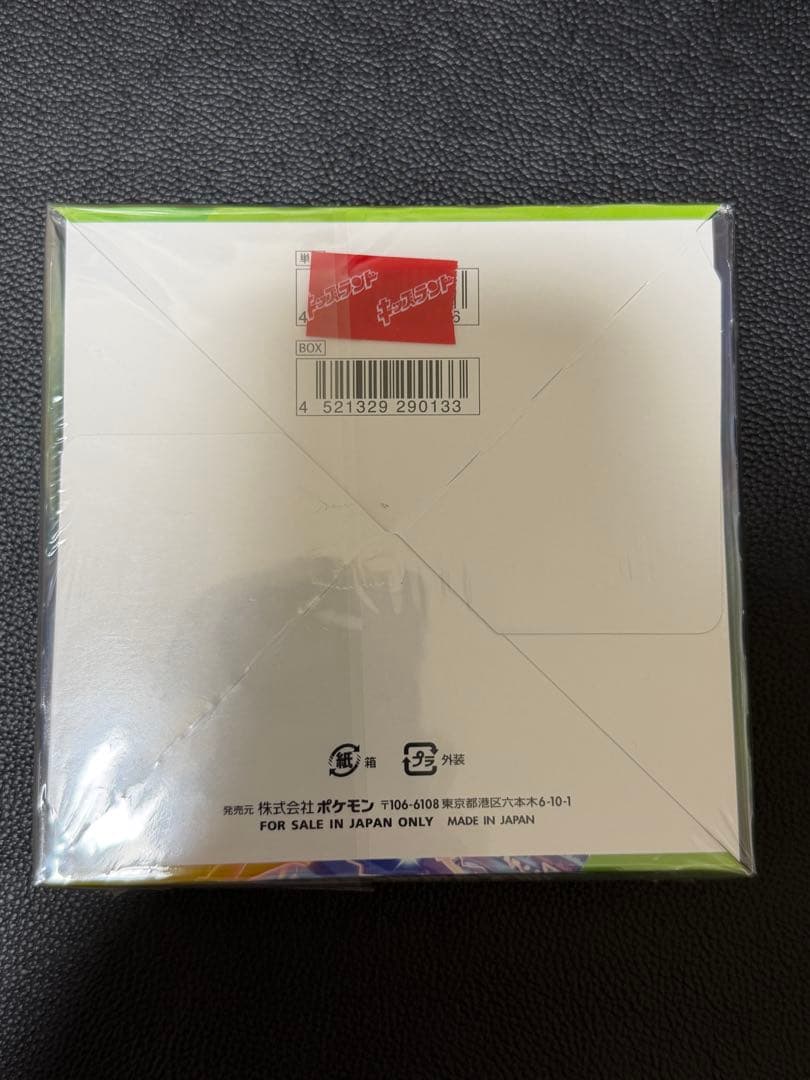 単
キッズランド キッズランド
4 6
BOX
4 521329 290133
紙 箱 プラ 外装
発売元 株式会社ポケモン 〒106-6108 東京都港区六本木6-10-1
FOR SALE IN JAPAN ONLY MADE IN JAPAN